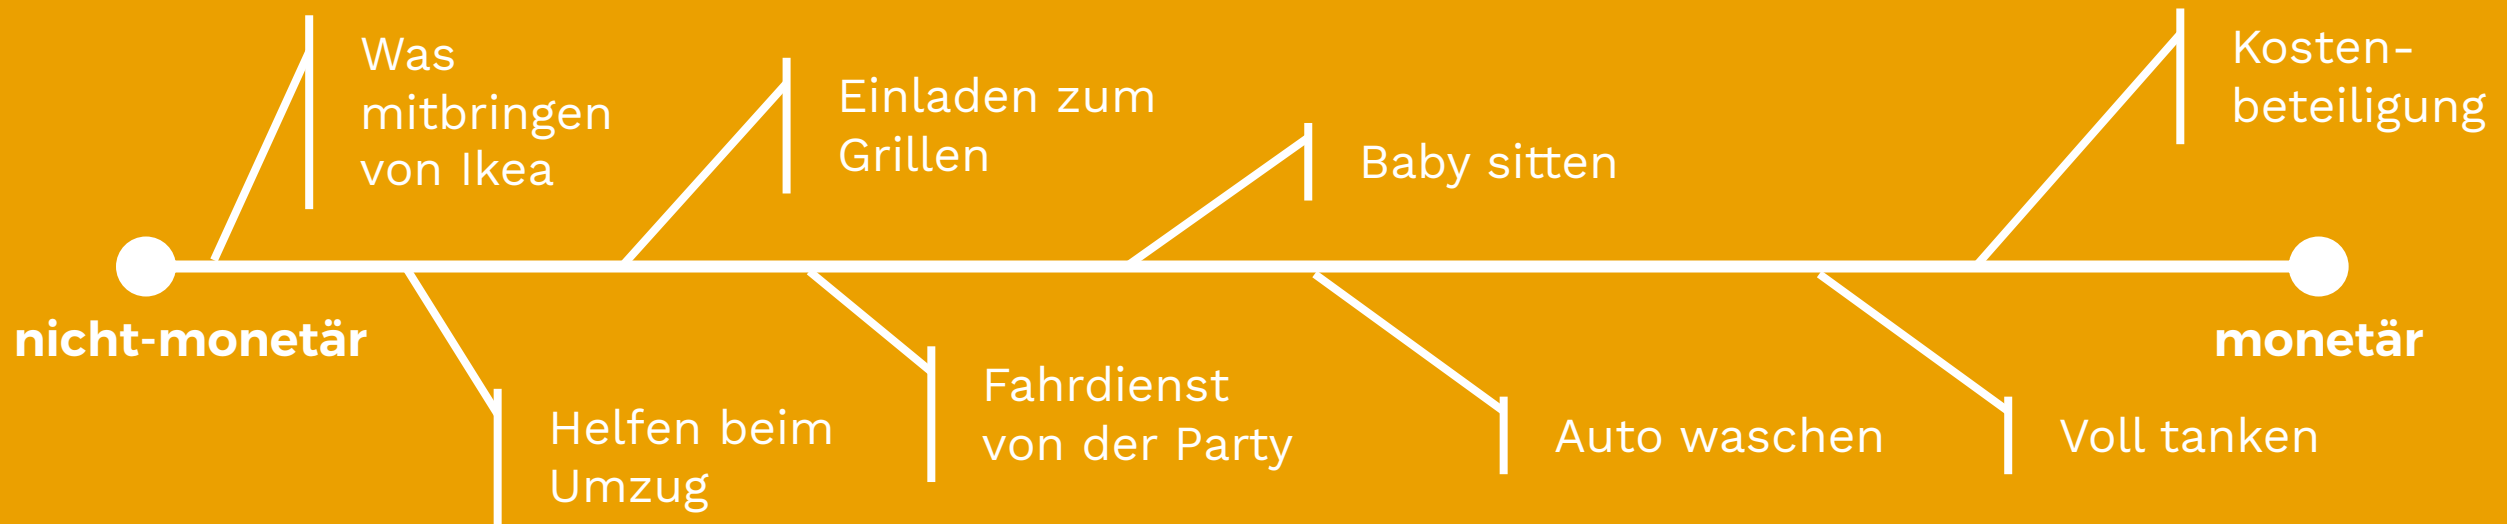 Was
mitbringen
von Ikea
Einladen zum
Grillen
Baby sitten
Kosten-
beteiligung
nicht-monetär
monetär
Helfen beim
Umzug
Fahrdienst
von der Party
Auto waschen
Voll tanken